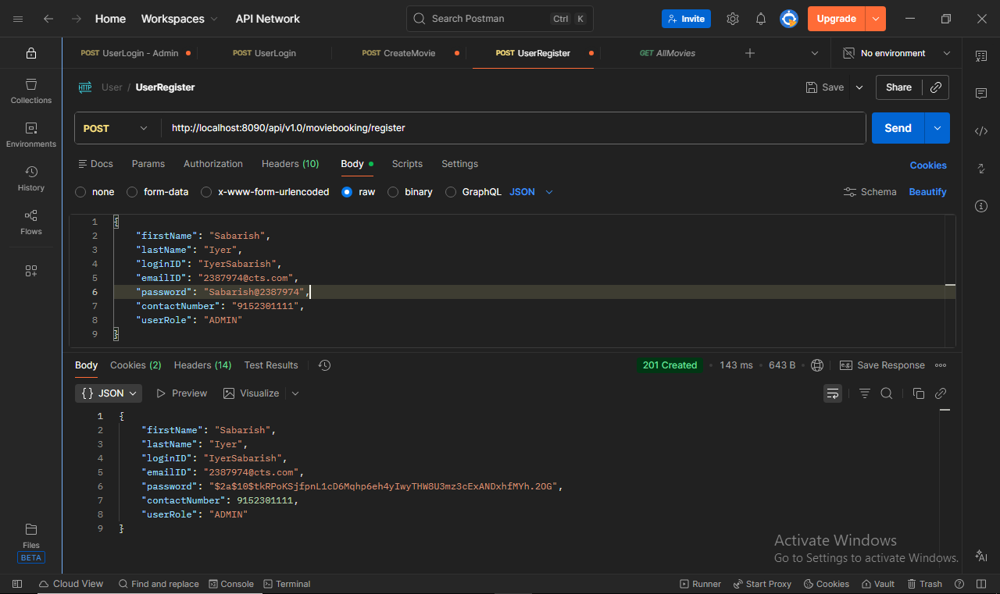 Home Workspaces API Network Search Postman Ctrl K Invite Upgrade
POST UserLogin - Admin POST UserLogin POST CreateMovie POST UserRegister GET AllMovies No environment
HTTP User / UserRegister Save Share
Collections
Environments
History
Flows
Files
BETA
POST http://localhost:8090/api/v1.0/moviebooking/register Send
Docs Params Authorization Headers (10) Body Scripts Settings Cookies
none form-data x-www-form-urlencoded raw binary GraphQL JSON Schema Beautify
1 {
2 "firstName": "Sabarish",
3 "lastName": "Iyer",
4 "loginID": "IyerSabarish",
5 "emailID": "2387974@cts.com",
6 "password": "Sabarish@2387974",
7 "contactNumber": "9152301111",
8 "userRole": "ADMIN"
9 }
Body Cookies (2) Headers (14) Test Results 201 Created 143 ms 643 B e.g. Save Response
{} JSON Preview Visualize
1 {
2 "firstName": "Sabarish",
3 "lastName": "Iyer",
4 "loginID": "IyerSabarish",
5 "emailID": "2387974@cts.com",
6 "password": "$2a$10$tkRPoKSjfpnL1cD6Mqhp6eh4yIwyTHW8U3mz3cExANDxhfMYh.2OG",
7 "contactNumber": 9152301111,
8 "userRole": "ADMIN"
9 }
Activate Windows
Go to Settings to activate Windows.
AI
Cloud View Find and replace Console Terminal Runner Start Proxy Cookies Vault Trash